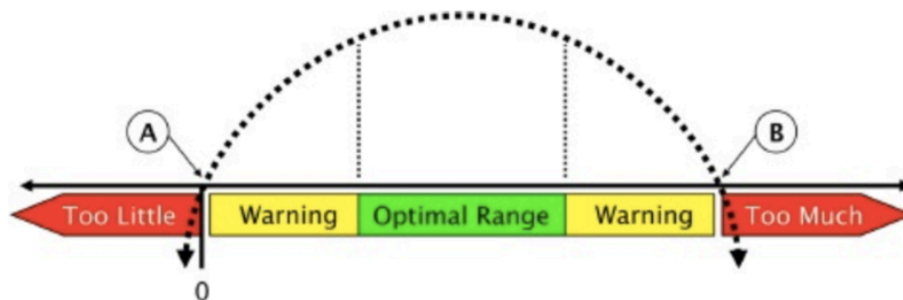 A
B
Too Little
Warning
Optimal Range
Warning
Too Much
0